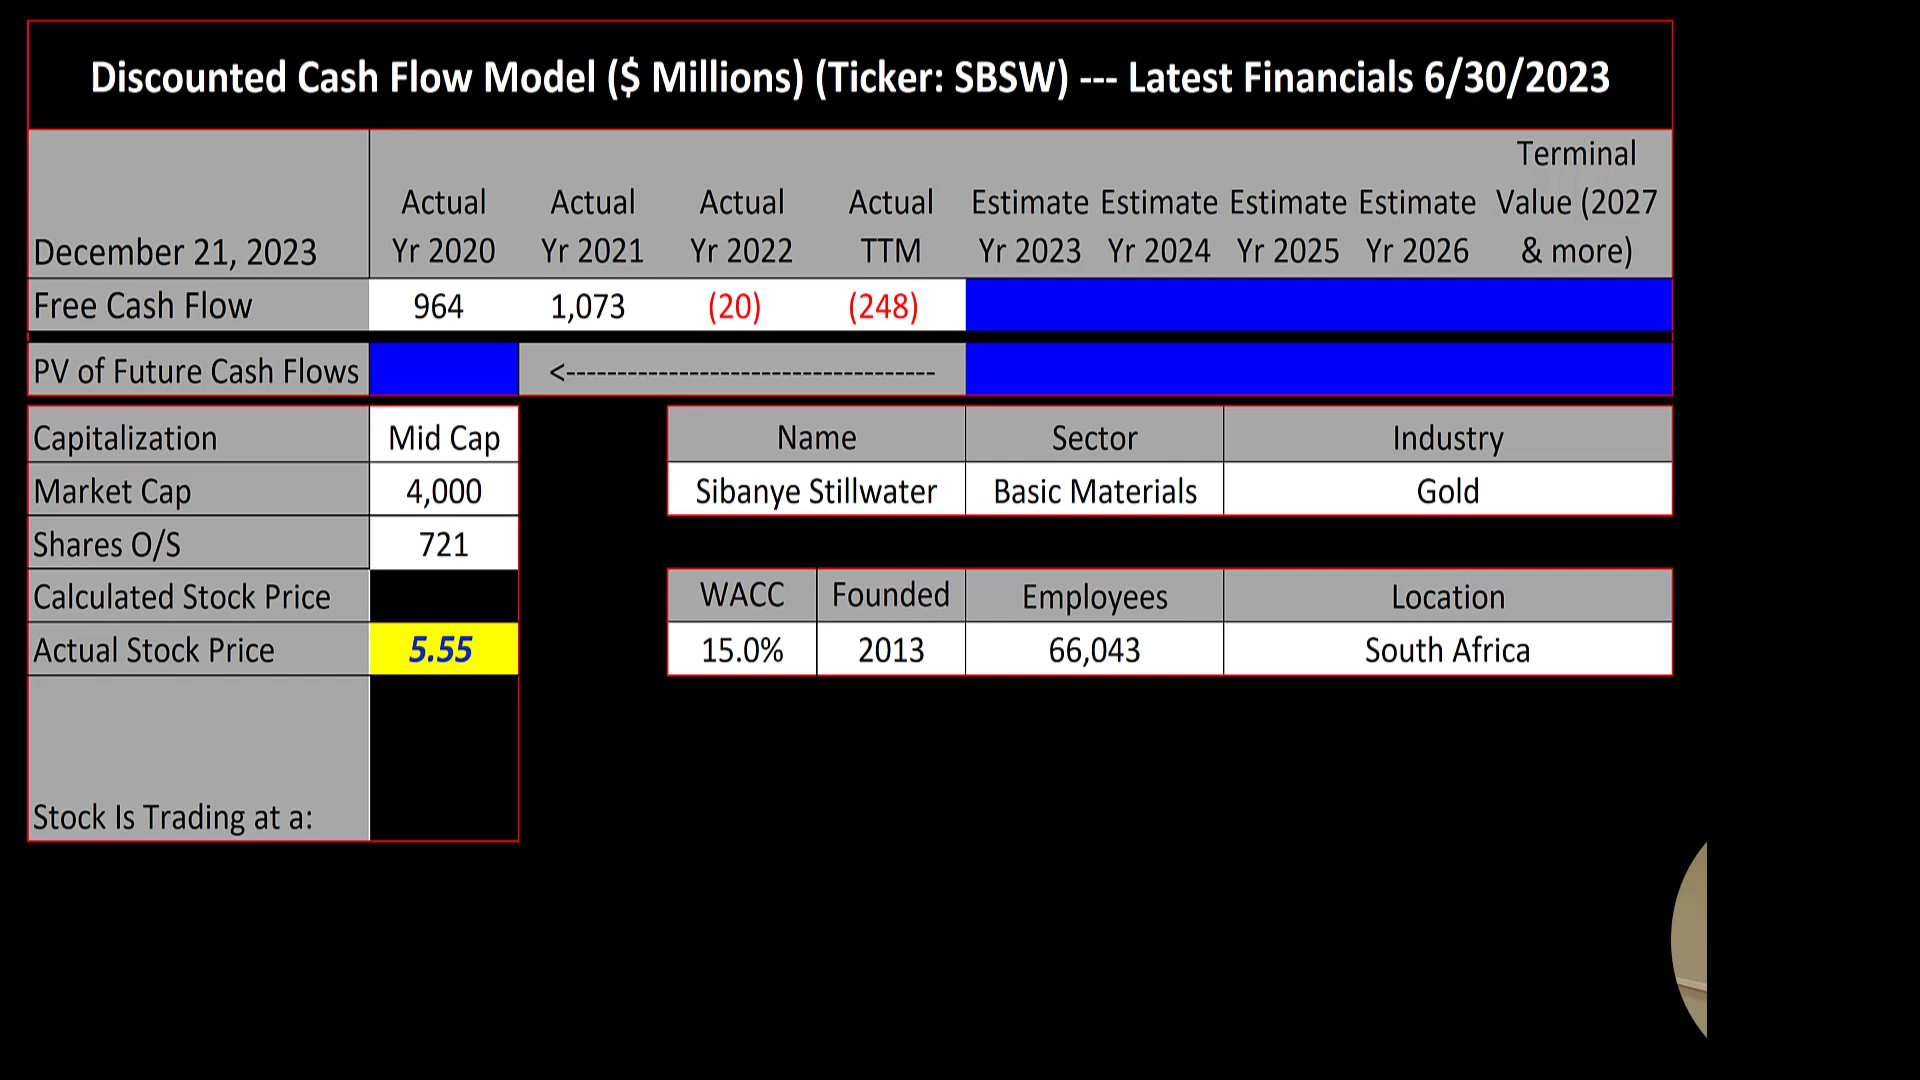 Discounted Cash Flow Model ($ Millions) (Ticker: SBSW) --- Latest Financials 6/30/2023
December 21, 2023 Actual Yr 2020 Actual Yr 2021 Actual Yr 2022 Actual TTM Estimate Yr 2023 Estimate Yr 2024 Estimate Yr 2025 Estimate Yr 2026 Terminal Value (2027 & more)
Free Cash Flow 964 1,073 (20) (248)
PV of Future Cash Flows <------------------------------------
Capitalization Mid Cap
Market Cap 4,000
Shares O/S 721
Calculated Stock Price
Actual Stock Price 5.55
Stock Is Trading at a:
Name Sector Industry
Sibanye Stillwater Basic Materials Gold
WACC Founded Employees Location
15.0% 2013 66,043 South Africa